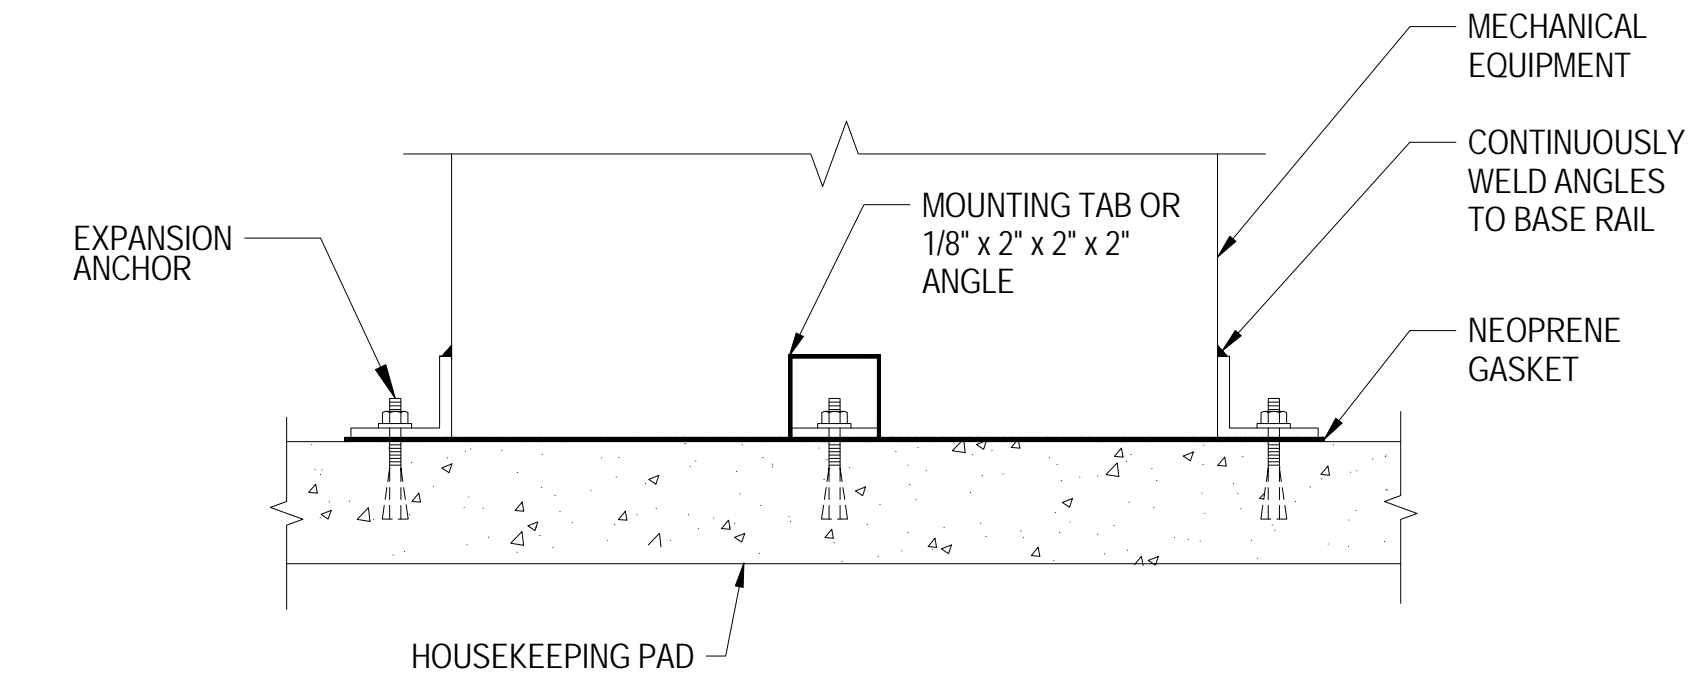 MECHANICAL
EQUIPMENT
CONTINUOUSLY
WELD ANGLES
TO BASE RAIL
MOUNTING TAB OR
1/8" x 2" x 2" x 2"
ANGLE
EXPANSION
ANCHOR
NEOPRENE
GASKET
HOUSEKEEPING PAD